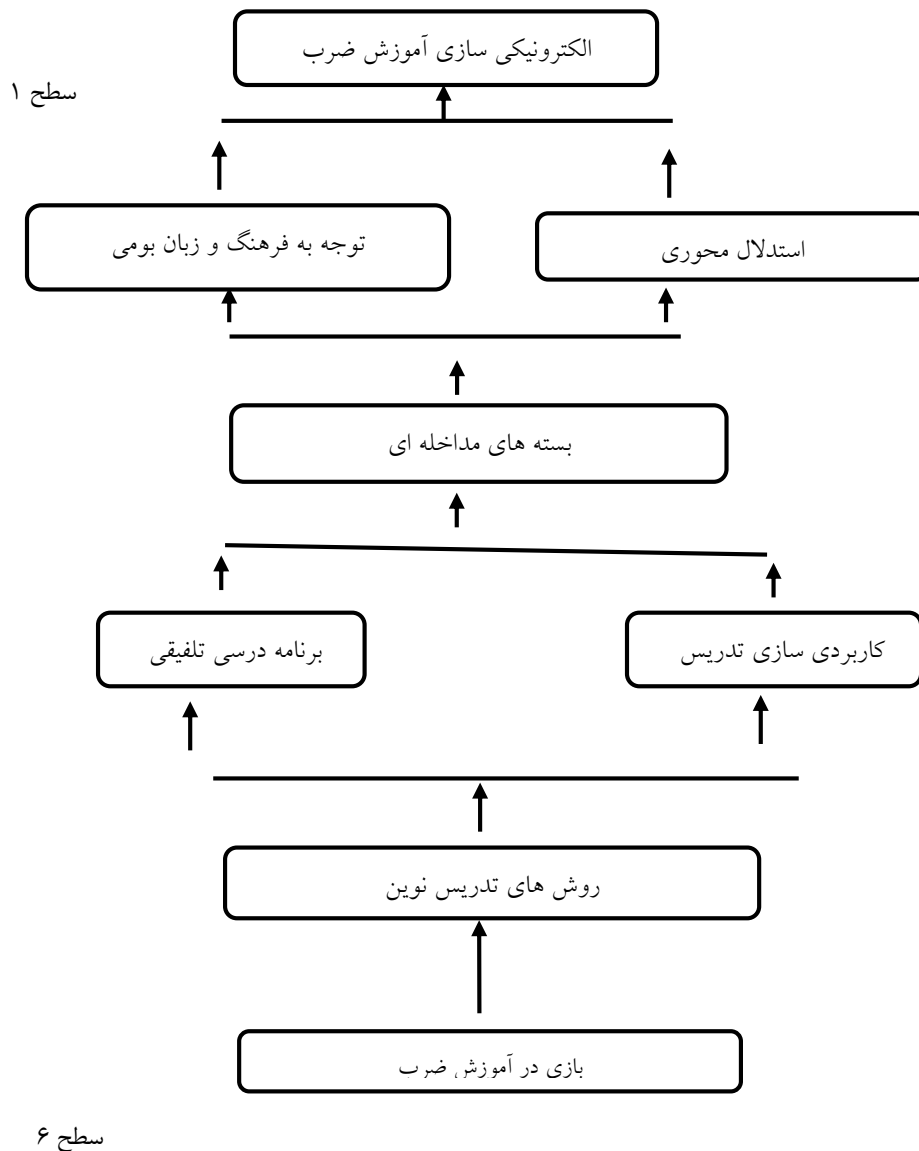 الکترونیکی سازی آموزش ضرب
سطح ۱
استدلال محوری
توجه به فرهنگ و زبان بومی
بسته های مداخله ای
کاربردی سازی تدریس
برنامه درسی تلفیقی
روش های تدریس نوین
بازی در آموزش ضرب
سطح ۶